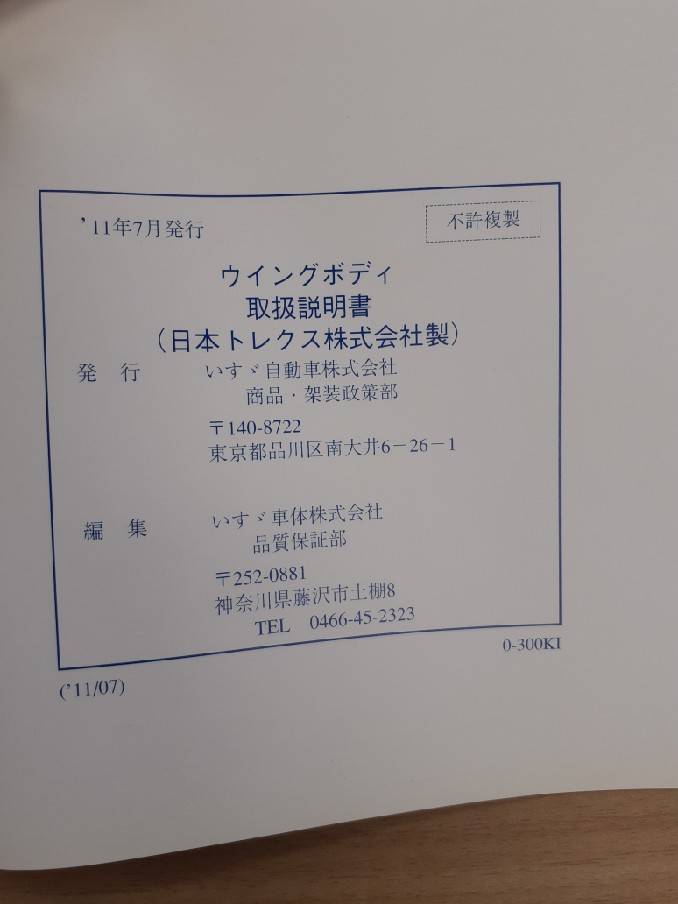 '11年7月発行
不許複製
ウイングボディ
取扱説明書
(日本トレクス株式会社製)
発 行 いすゞ自動車株式会社
商品・架装政策部
〒140-8722
東京都品川区南大井6－26－1
編 集 いすゞ車体株式会社
品質保証部
〒252-0881
神奈川県藤沢市土棚8
TEL 0466-45-2323
0-300KI
('11/07)